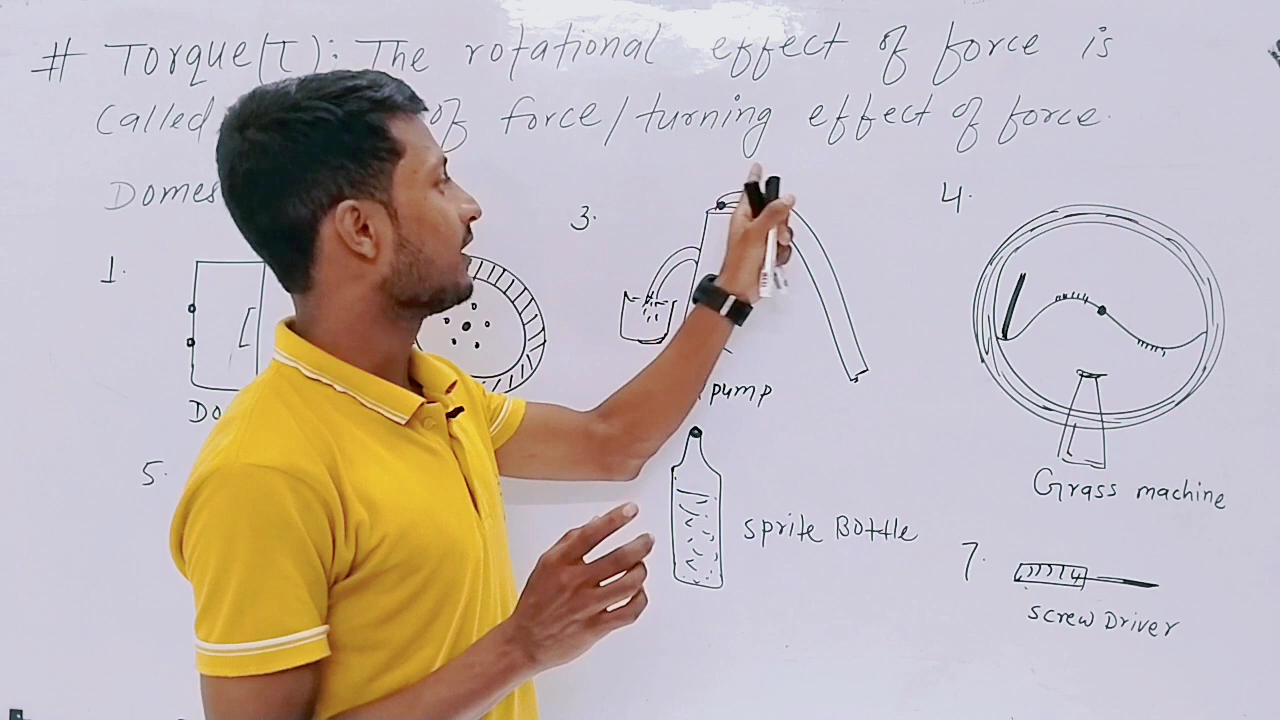 # Torque(τ): The rotational effect of force is
called of force/turning effect of force.
Domes
3.
4.
1.
Do
pump
Grass machine
5.
Sprite Bottle
7.
Screw Driver